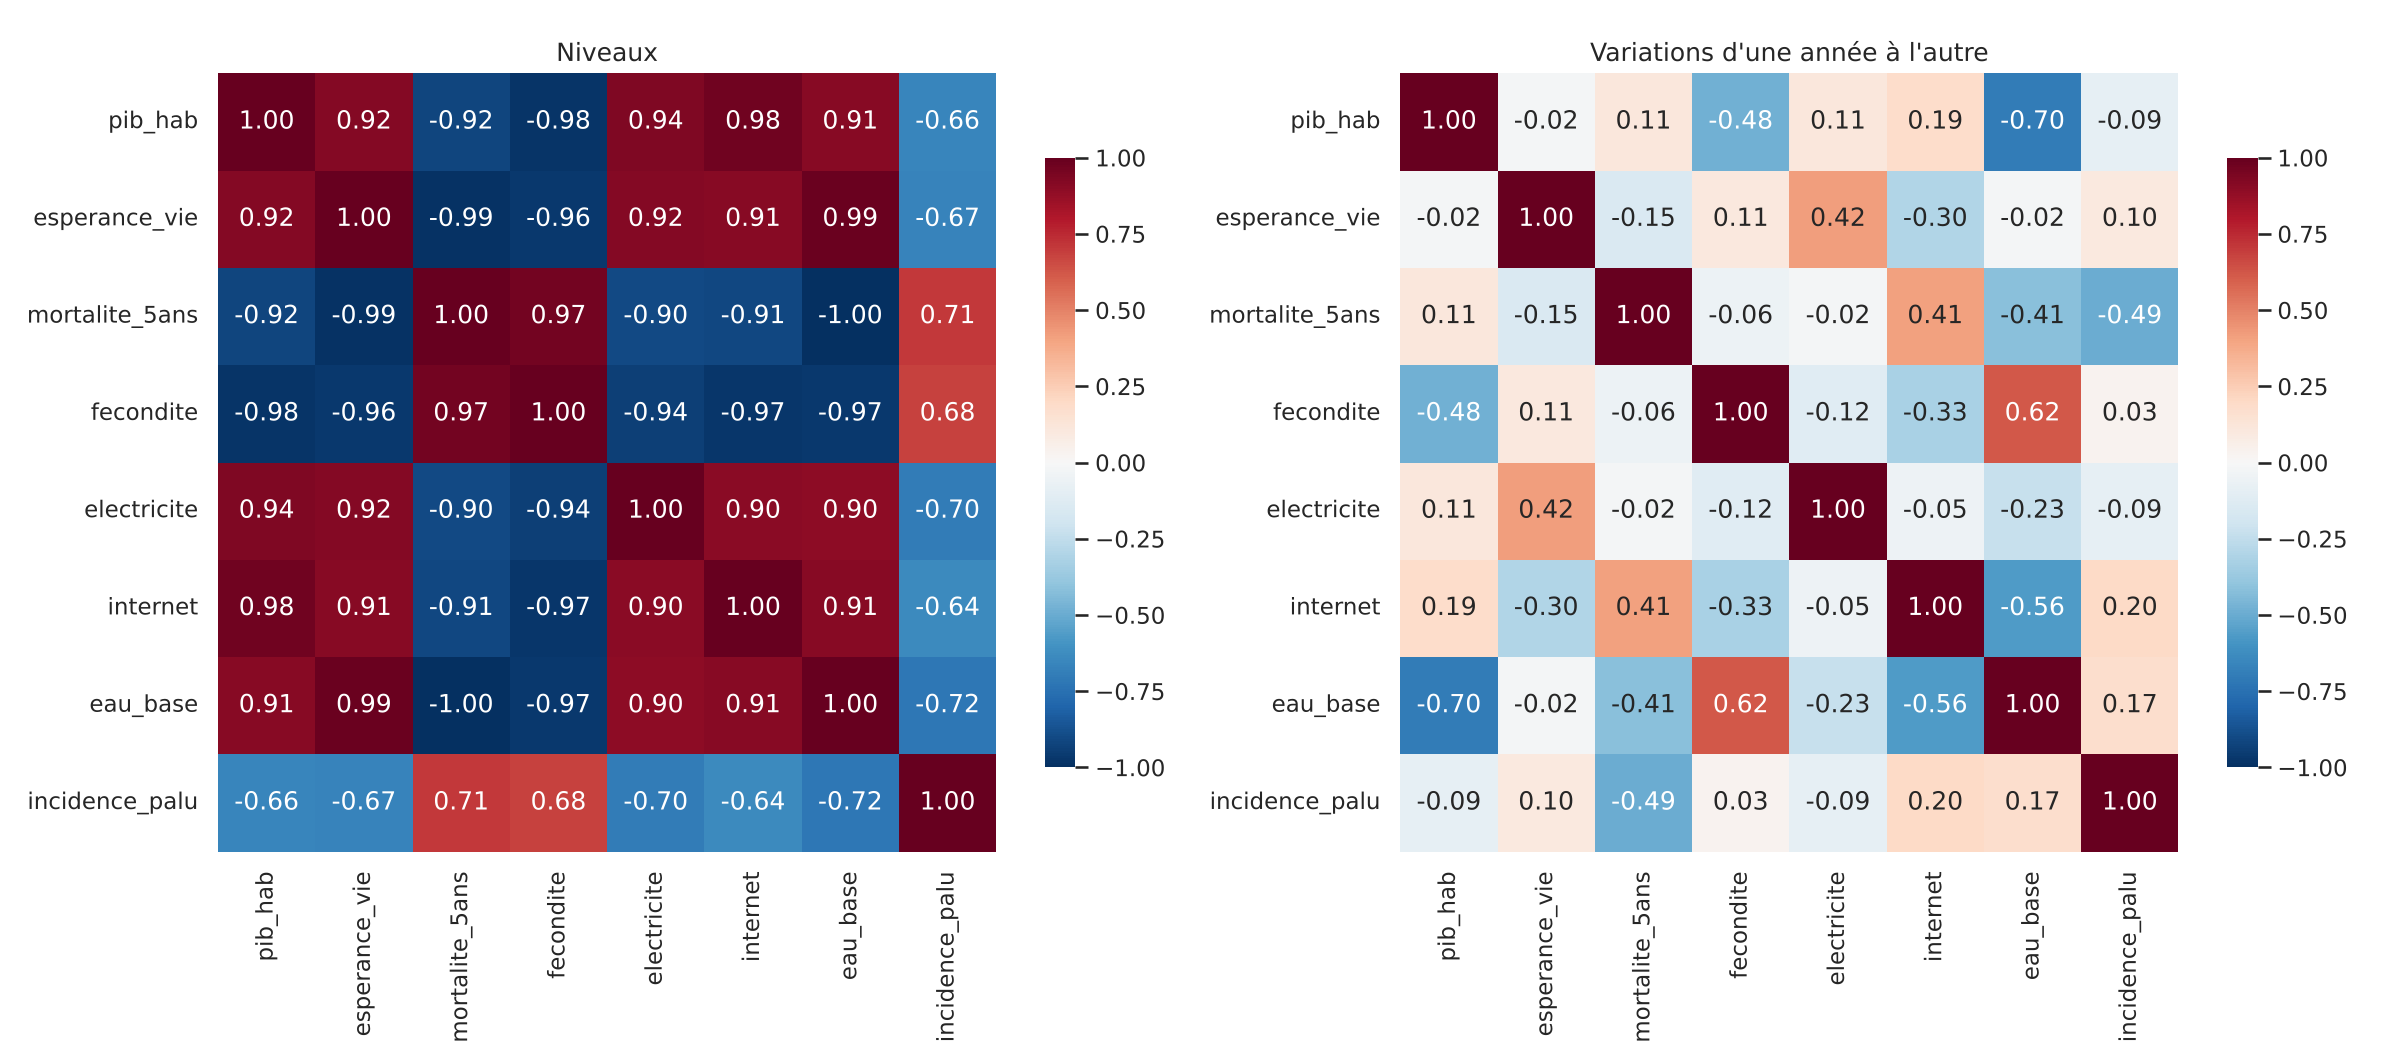 Niveaux
pib_hab 1.00 0.92 -0.92 -0.98 0.94 0.98 0.91 -0.66
esperance_vie 0.92 1.00 -0.99 -0.96 0.92 0.91 0.99 -0.67
mortalite_5ans -0.92 -0.99 1.00 0.97 -0.90 -0.91 -1.00 0.71
fecondite -0.98 -0.96 0.97 1.00 -0.94 -0.97 -0.97 0.68
electricite 0.94 0.92 -0.90 -0.94 1.00 0.90 0.90 -0.70
internet 0.98 0.91 -0.91 -0.97 0.90 1.00 0.91 -0.64
eau_base 0.91 0.99 -1.00 -0.97 0.90 0.91 1.00 -0.72
incidence_palu -0.66 -0.67 0.71 0.68 -0.70 -0.64 -0.72 1.00
pib_hab
esperance_vie
mortalite_5ans
fecondite
electricite
internet
eau_base
incidence_palu
1.00
0.75
0.50
0.25
0.00
−0.25
−0.50
−0.75
−1.00
Variations d'une année à l'autre
pib_hab 1.00 -0.02 0.11 -0.48 0.11 0.19 -0.70 -0.09
esperance_vie -0.02 1.00 -0.15 0.11 0.42 -0.30 -0.02 0.10
mortalite_5ans 0.11 -0.15 1.00 -0.06 -0.02 0.41 -0.41 -0.49
fecondite -0.48 0.11 -0.06 1.00 -0.12 -0.33 0.62 0.03
electricite 0.11 0.42 -0.02 -0.12 1.00 -0.05 -0.23 -0.09
internet 0.19 -0.30 0.41 -0.33 -0.05 1.00 -0.56 0.20
eau_base -0.70 -0.02 -0.41 0.62 -0.23 -0.56 1.00 0.17
incidence_palu -0.09 0.10 -0.49 0.03 -0.09 0.20 0.17 1.00
pib_hab
esperance_vie
mortalite_5ans
fecondite
electricite
internet
eau_base
incidence_palu
1.00
0.75
0.50
0.25
0.00
−0.25
−0.50
−0.75
−1.00